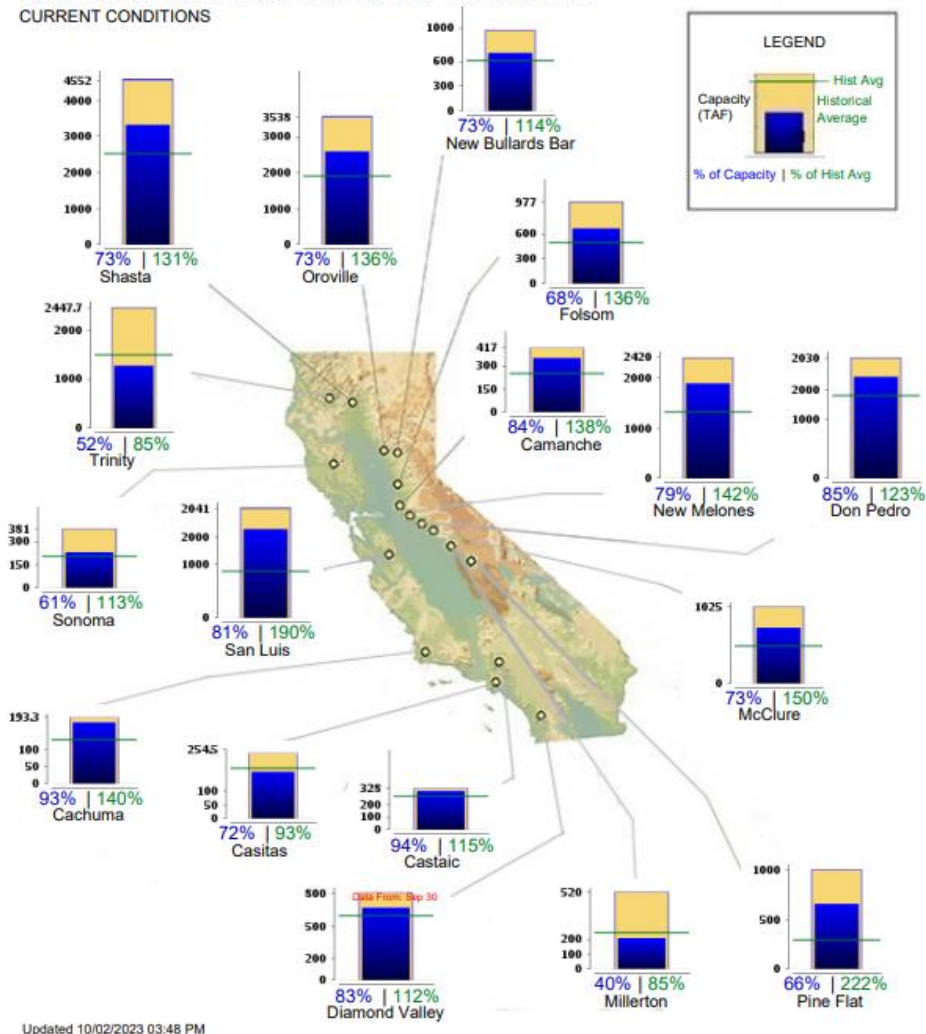 CURRENT CONDITIONS
LEGEND
Hist Avg
Capacity
(TAF)
Historical
Average
% of Capacity | % of Hist Avg
1000
600
300
0
73% | 114%
New Bullards Bar
4552
4000
3000
2000
1000
0
73% | 131%
Shasta
3538
3000
2000
1000
0
73% | 136%
Oroville
977
600
300
0
68% | 136%
Folsom
2447.7
2000
1000
0
52% | 85%
Trinity
417
300
150
0
84% | 138%
Camanche
2420
2000
1000
0
79% | 142%
New Melones
2030
2000
1000
0
85% | 123%
Don Pedro
381
300
150
0
61% | 113%
Sonoma
2041
2000
1000
0
81% | 190%
San Luis
1025
0
73% | 150%
McClure
193.3
100
50
0
93% | 140%
Cachuma
254.5
100
50
0
72% | 93%
Casitas
325
200
100
0
94% | 115%
Castaic
Data From: Sep 30
800
500
200
0
83% | 112%
Diamond Valley
520
200
100
0
40% | 85%
Millerton
1000
500
0
66% | 222%
Pine Flat
Updated 10/02/2023 03:48 PM